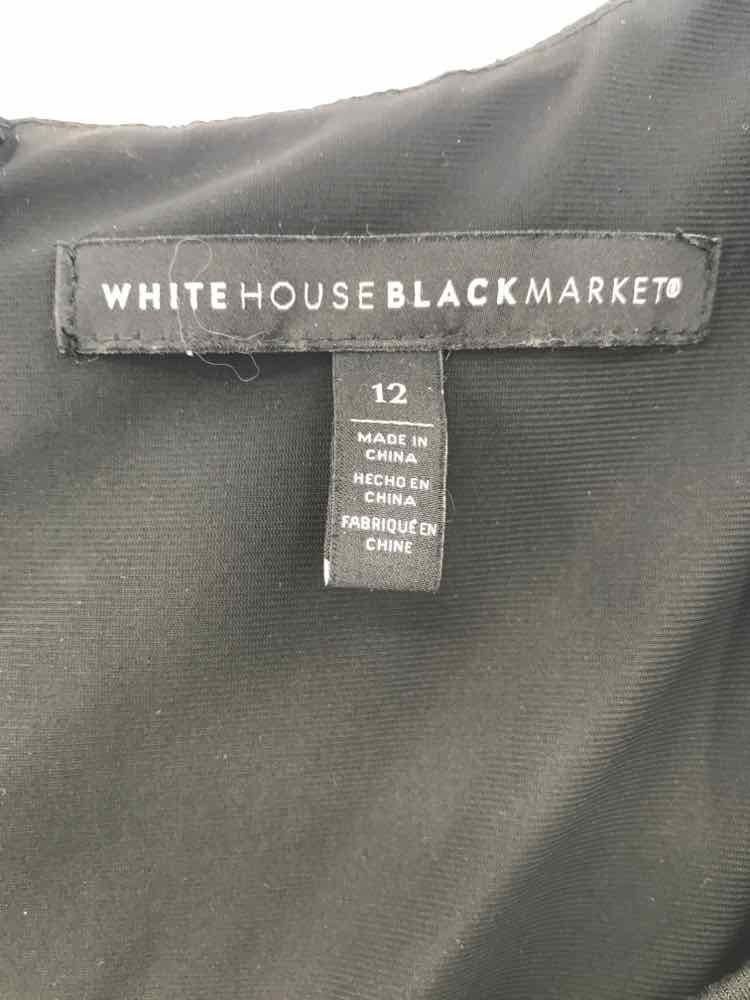 WHITE HOUSE BLACK MARKET®
12
MADE IN
CHINA
HECHO EN
CHINA
FABRIQUÉ EN
CHINE